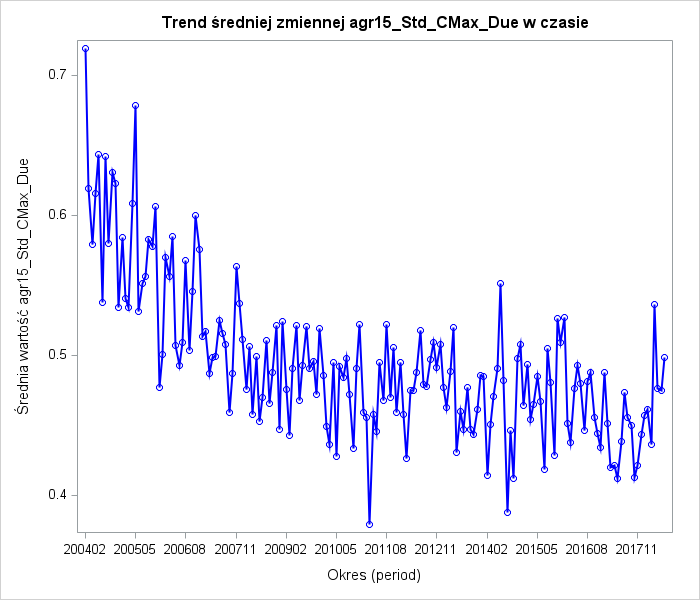 Trend średniej zmiennej agr15_Std_CMax_Due w czasie
Średnia wartość agr15_Std_CMax_Due
0.7
0.6
0.5
0.4
200402 200505 200608 200711 200902 201005 201108 201211 201402 201505 201608 201711
Okres (period)